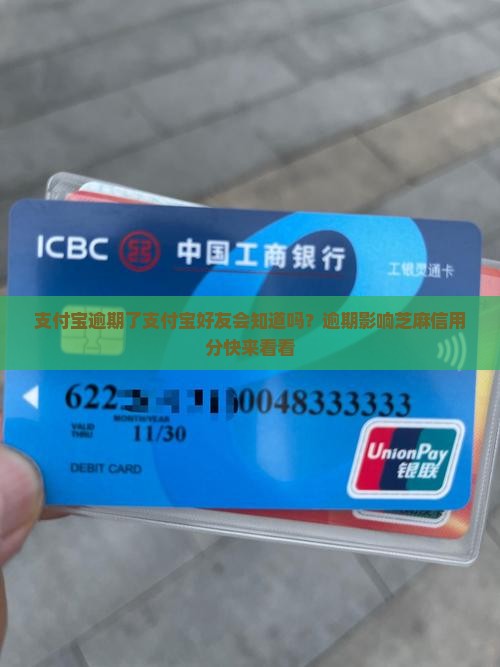 ICBC 中国工商银行
工银灵通卡
支付宝逾期了支付宝好友会知道吗？逾期影响芝麻信用
分快来看看
622 0048333333
MONTH/YEAR
VALID
THRU
11/30
DEBIT CARD
UnionPay
银联